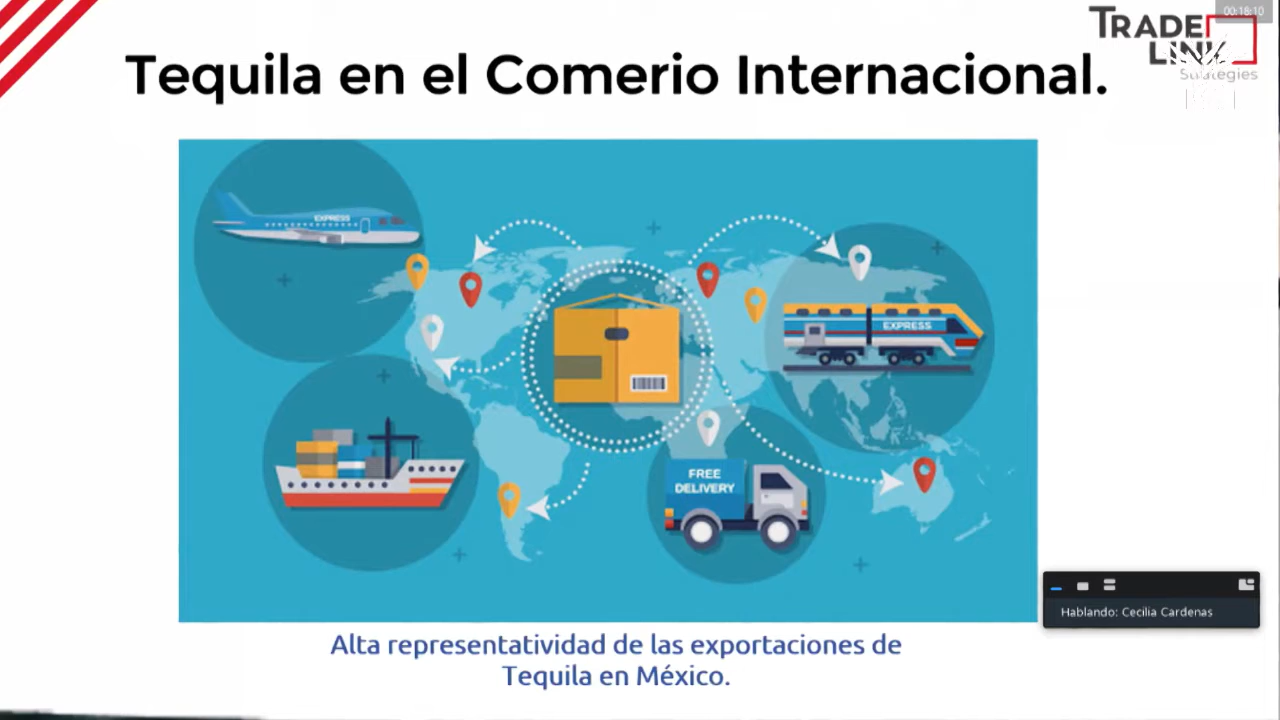 00:18:10
TRADE
LINK
Strategies
Tequila en el Comerio Internacional.
EXPRESS
EXPRESS
FREE
DELIVERY
Hablando: Cecilia Cardenas
Alta representatividad de las exportaciones de
Tequila en México.